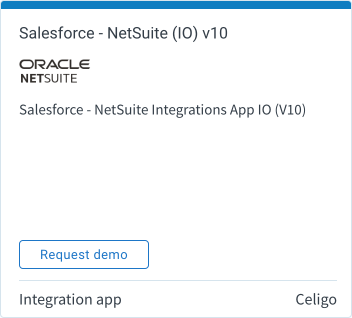 Salesforce - NetSuite (IO) v10
ORACLE
NETSUITE
Salesforce - NetSuite Integrations App IO (V10)
Request demo
Integration app
Celigo